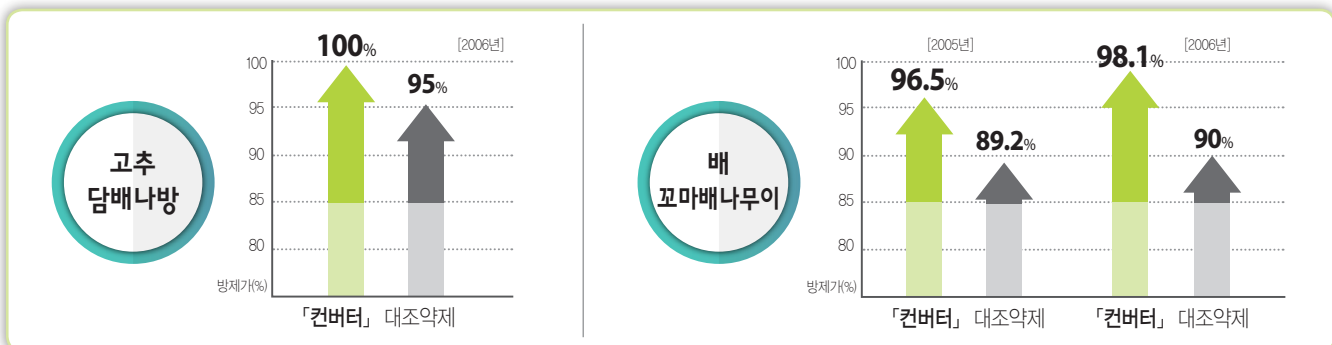 고추
담배나방
[2006년]
100%
95%
100
95
90
85
80
방제가(%)
「컨버터」 대조약제
배
꼬마배나무이
[2005년]
[2006년]
96.5%
89.2%
98.1%
90%
100
95
90
85
80
방제가(%)
「컨버터」 대조약제 「컨버터」 대조약제